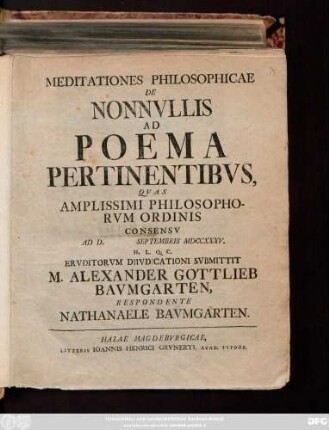 MEDITATIONES PHILOSOPHICAE
DE
NONNVLLIS
AD
POEMA
PERTINENTIBVS,
QVAS
AMPLISSIMI PHILOSOPHO-
RVM ORDINIS
CONSENSV
AD D. SEPTEMBRIS MDCCXXXV.
H. L. Q. C.
ERVDITORVM DIIVDICATIONI SVBMITTIT
M. ALEXANDER GOTTLIEB
BAVMGARTEN,
RESPONDENTE
NATHANAELE BAVMGARTEN.
HALAE MAGDEBVRGICAE,
LITTERIS IOANNIS HENRICI GRVNERTI, ACAD. TYPOGR.